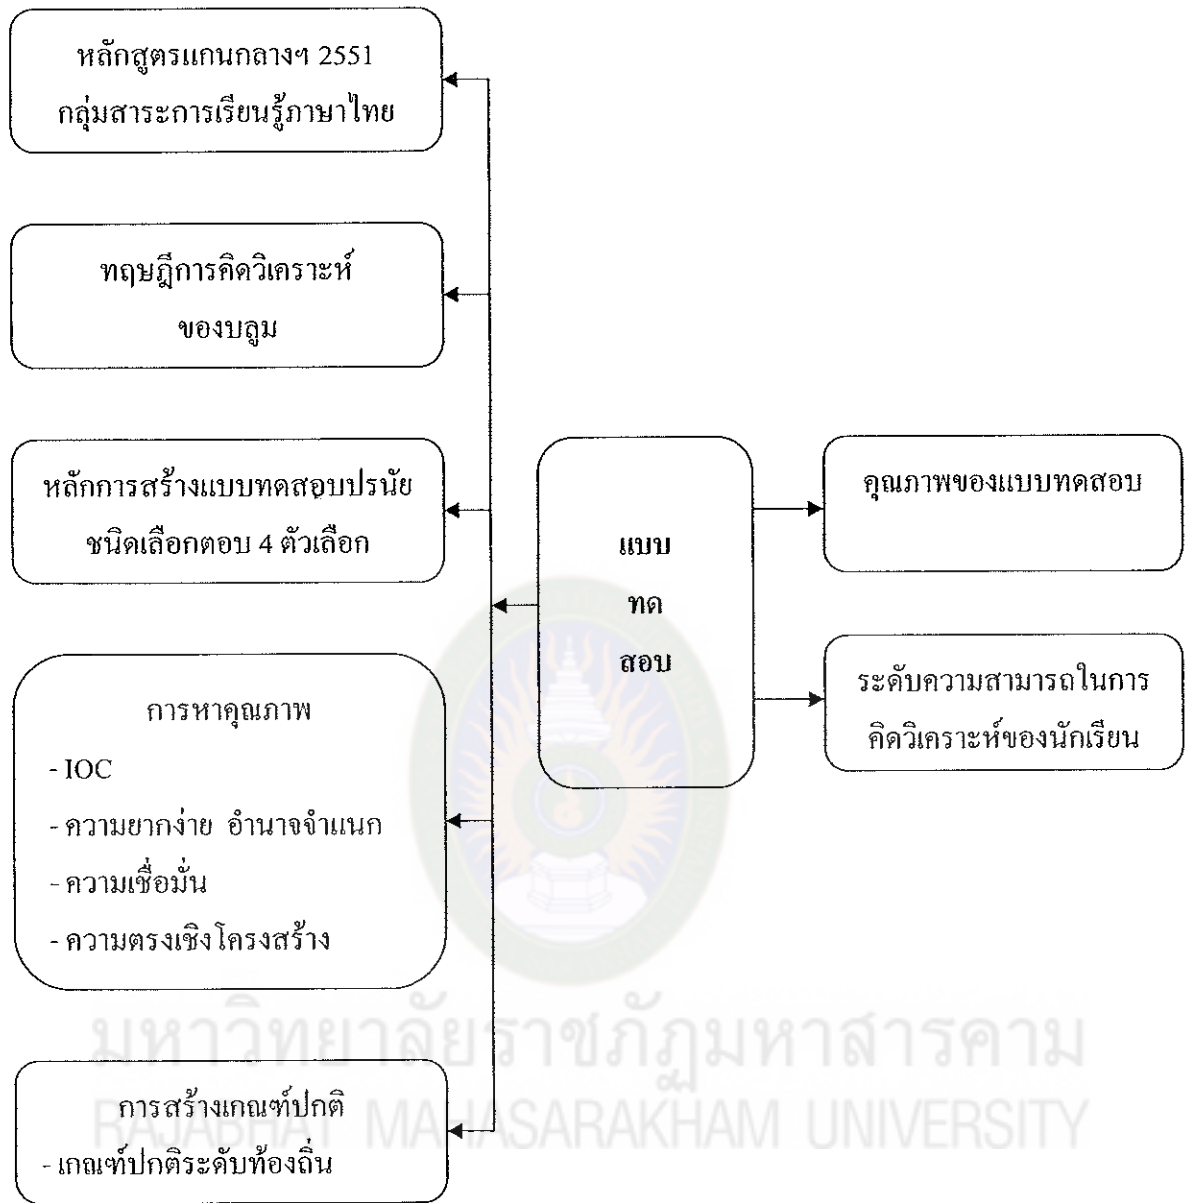 หลักสูตรแกนกลางฯ 2551
กลุ่มสาระการเรียนรู้ภาษาไทย
ทฤษฎีการคิดวิเคราะห์
ของบลูม
หลักการสร้างแบบทดสอบปรนัย
ชนิดเลือกตอบ 4 ตัวเลือก
การหาคุณภาพ
- IOC
- ความยากง่าย อำนาจจำแนก
- ความเชื่อมั่น
- ความตรงเชิงโครงสร้าง
การสร้างเกณฑ์ปกติ
- เกณฑ์ปกติระดับท้องถิ่น
แบบ
ทด
สอบ
คุณภาพของแบบทดสอบ
ระดับความสามารถในการ
คิดวิเคราะห์ของนักเรียน
มหาวิทยาลัยราชภัฏมหาสารคาม
RAJABHAT MAHASARAKHAM UNIVERSITY